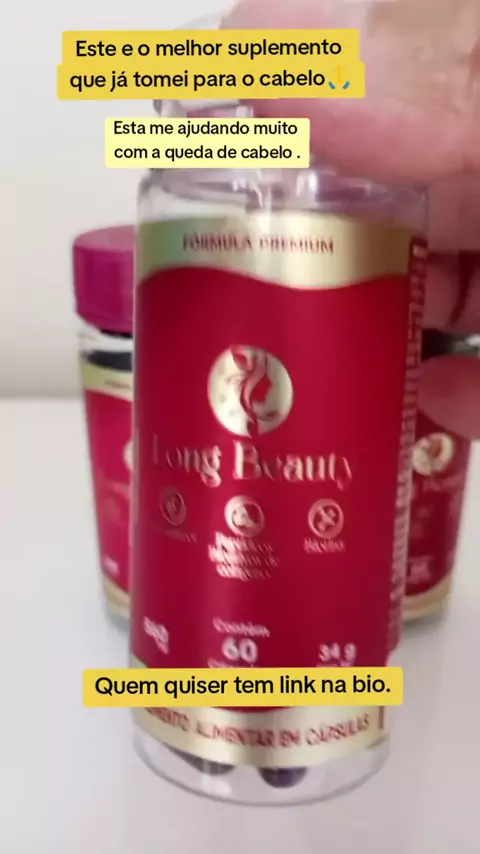 Este e o melhor suplemento
que já tomei para o cabelo🙏
Esta me ajudando muito
com a queda de cabelo .
FÓRMULA PREMIUM
Long Beauty
Contém
60
34 g
Quem quiser tem link na bio.
ALIMENTAR EM CÁPSULAS